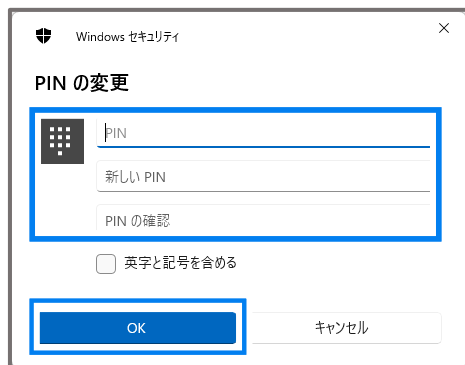 Windows セキュリティ
PIN の変更
PIN
新しい PIN
PIN の確認
英字と記号を含める
OK
キャンセル